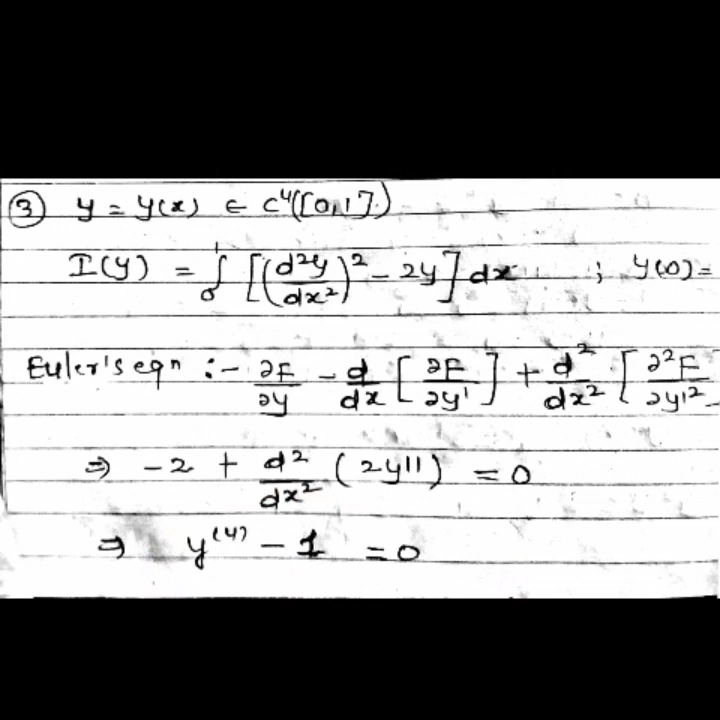 ③ y = y(x) ∈ C⁴([0,1])
I(y) = ∫₀¹ [(d²y/dx²)² - 2y] dx ; y(0) =
Euler's eqn :- ∂F/∂y - d/dx [∂F/∂y'] + d²/dx² [∂²F/∂y'²
⇒ -2 + d²/dx² (2y'') = 0
⇒ y⁽⁴⁾ - 1 = 0